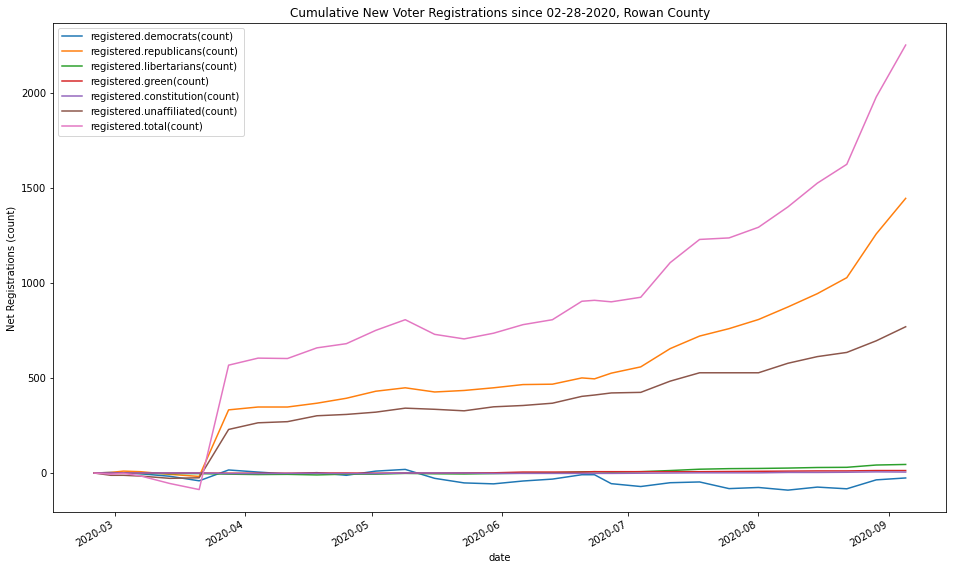 Cumulative New Voter Registrations since 02-28-2020, Rowan County
registered.democrats(count)
registered.republicans(count)
registered.libertarians(count)
registered.green(count)
registered.constitution(count)
registered.unaffiliated(count)
registered.total(count)
Net Registrations (count)
2000
1500
1000
500
0
2020-03
2020-04
2020-05
2020-06
2020-07
2020-08
2020-09
date